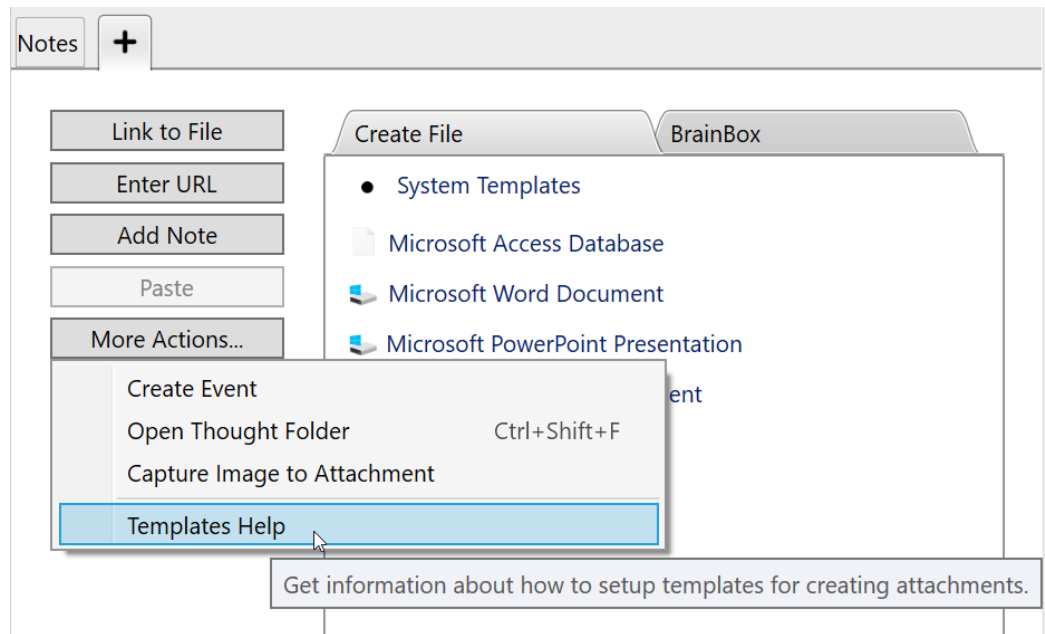 Notes
Link to File
Enter URL
Add Note
Paste
More Actions...
Create File
BrainBox
System Templates
Microsoft Access Database
Microsoft Word Document
Microsoft PowerPoint Presentation
ent
Create Event
Open Thought Folder Ctrl+Shift+F
Capture Image to Attachment
Templates Help
Get information about how to setup templates for creating attachments.